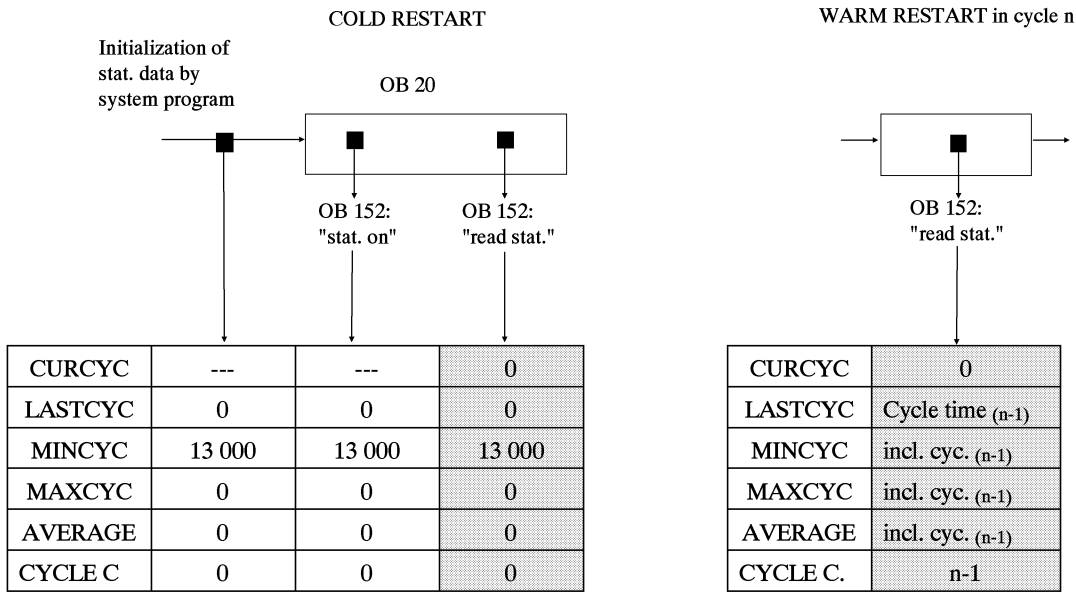 COLD RESTART
WARM RESTART in cycle n
Initialization of
stat. data by
system program
OB 20
OB 152:
"stat. on"
OB 152:
"read stat."
OB 152:
"read stat."
CURCYC --- --- 0
LASTCYC 0 0 0
MINCYC 13 000 13 000 13 000
MAXCYC 0 0 0
AVERAGE 0 0 0
CYCLE C 0 0 0
CURCYC 0
LASTCYC Cycle time (n-1)
MINCYC incl. cyc. (n-1)
MAXCYC incl. cyc. (n-1)
AVERAGE incl. cyc. (n-1)
CYCLE C. n-1